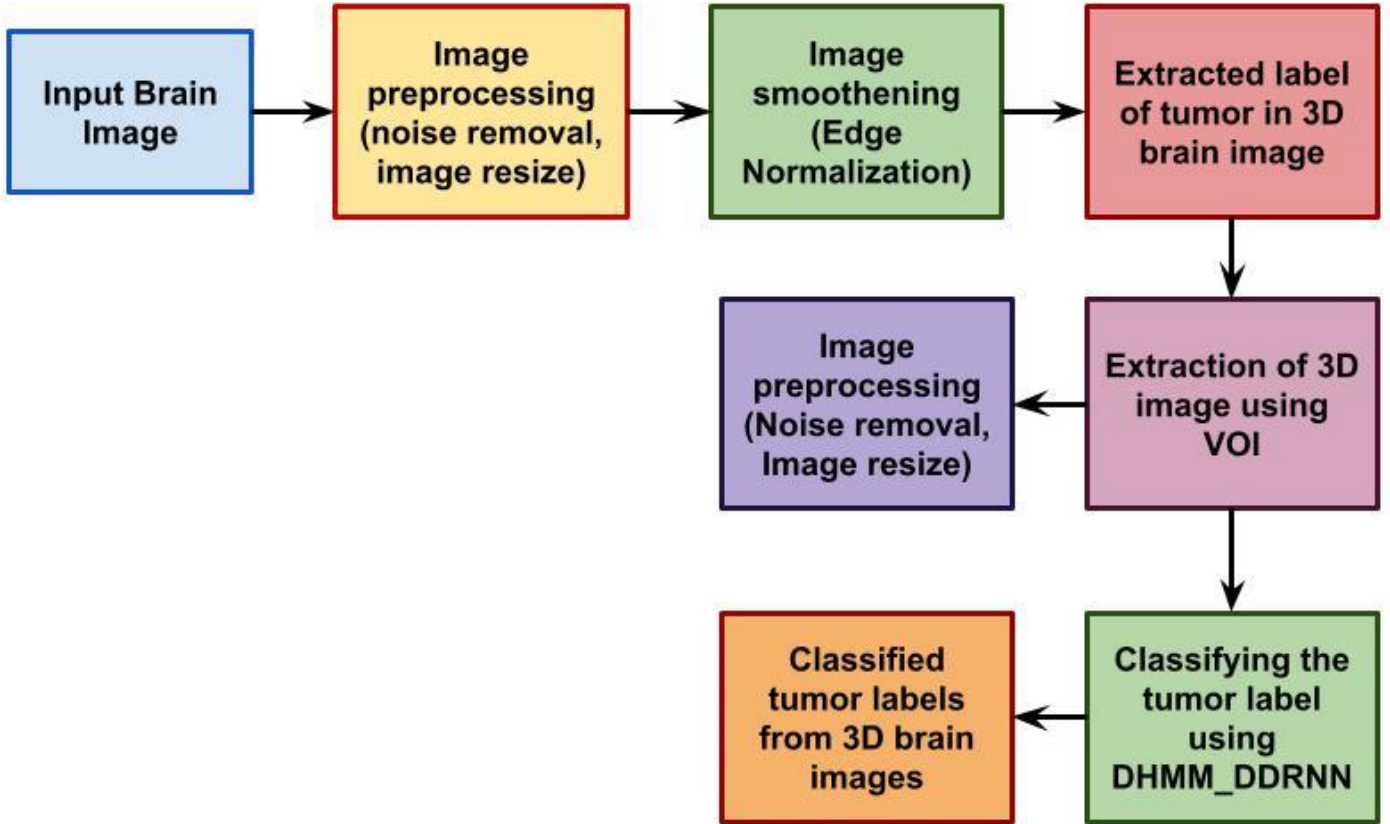 Input Brain
Image
Image
preprocessing
(noise removal,
image resize)
Image
smoothening
(Edge
Normalization)
Extracted label
of tumor in 3D
brain image
Image
preprocessing
(Noise removal,
Image resize)
Extraction of 3D
image using
VOI
Classified
tumor labels
from 3D brain
images
Classifying the
tumor label
using
DHMM_DDRNN